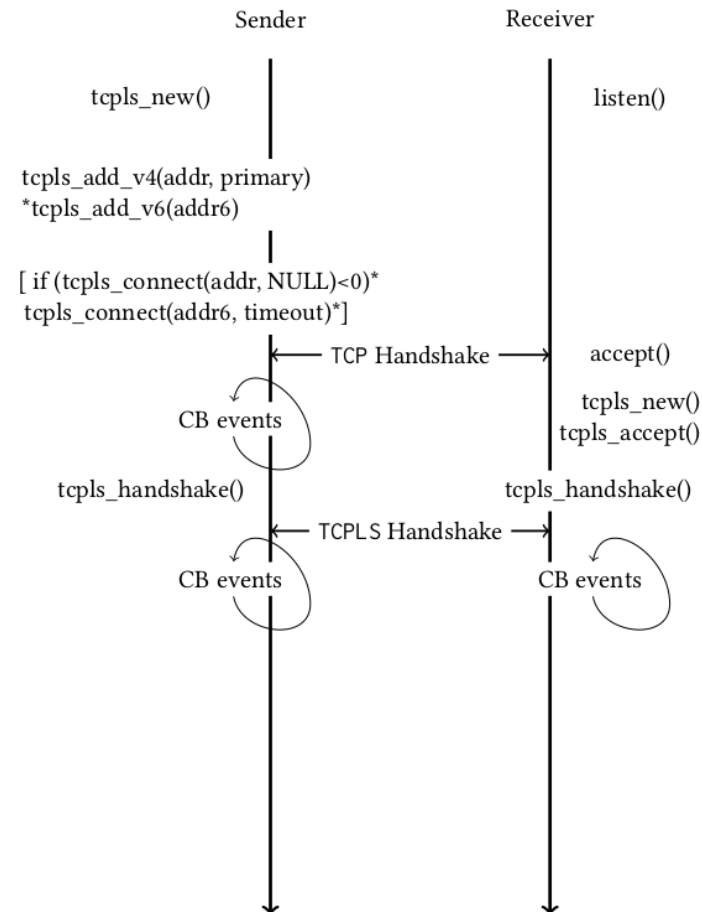 Sender Receiver
tcpls_new() listen()
tcpls_add_v4(addr, primary)
*tcpls_add_v6(addr6)
[ if (tcpls_connect(addr, NULL)<0)*
tcpls_connect(addr6, timeout)*]
TCP Handshake accept()
tcpls_new()
CB events
tcpls_accept()
tcpls_handshake() tcpls_handshake()
TCPLS Handshake
CB events CB events